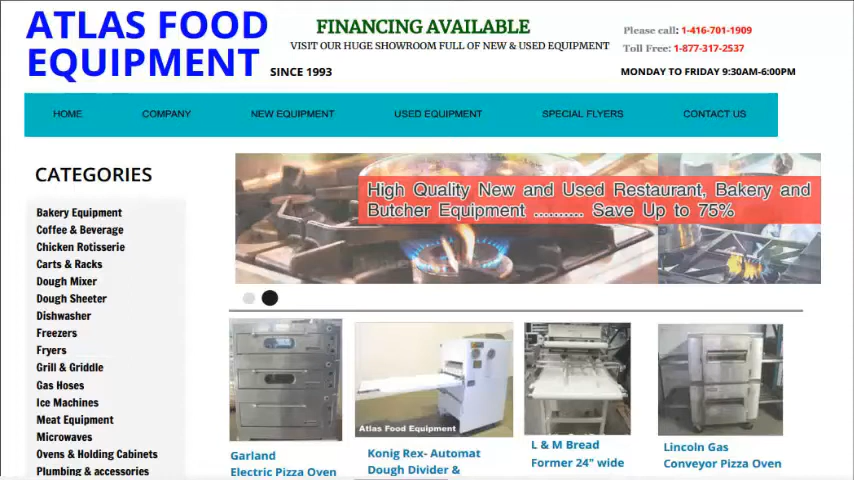 ATLAS FOOD
EQUIPMENT
SINCE 1993
FINANCING AVAILABLE
VISIT OUR HUGE SHOWROOM FULL OF NEW & USED EQUIPMENT
Please call: 1-416-701-1909
Toll Free: 1-877-317-2537
MONDAY TO FRIDAY 9:30AM-6:00PM
HOME COMPANY NEW EQUIPMENT USED EQUIPMENT SPECIAL FLYERS CONTACT US
CATEGORIES
Bakery Equipment
Coffee & Beverage
Chicken Rotisserie
Carts & Racks
Dough Mixer
Dough Sheeter
Dishwasher
Freezers
Fryers
Grill & Griddle
Gas Hoses
Ice Machines
Meat Equipment
Microwaves
Ovens & Holding Cabinets
Plumbing & accessories
High Quality New and Used Restaurant, Bakery and
Butcher Equipment .......... Save Up to 75%
Garland
Electric Pizza Oven
Atlas Food Equipment
Konig Rex- Automat
Dough Divider &
L & M Bread
Former 24" wide
Lincoln Gas
Conveyor Pizza Oven